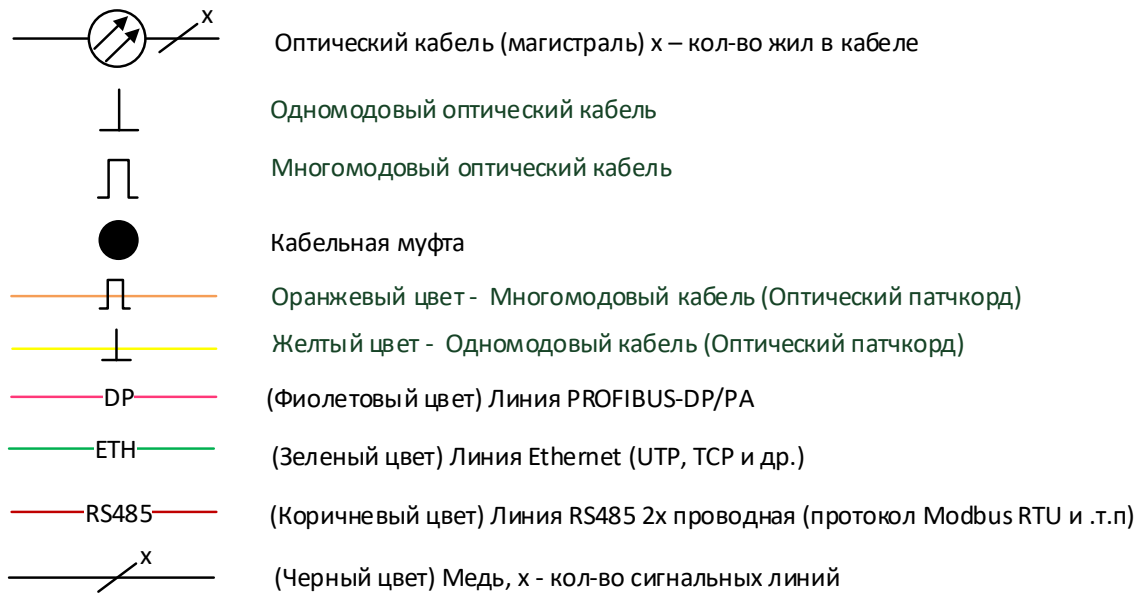 x
Оптический кабель (магистраль) x – кол-во жил в кабеле
Одномодовый оптический кабель
Многомодовый оптический кабель
Кабельная муфта
Оранжевый цвет - Многомодовый кабель (Оптический патчкорд)
Желтый цвет - Одномодовый кабель (Оптический патчкорд)
DP (Фиолетовый цвет) Линия PROFIBUS-DP/PA
ETH (Зеленый цвет) Линия Ethernet (UTP, TCP и др.)
RS485 (Коричневый цвет) Линия RS485 2х проводная (протокол Modbus RTU и .т.п)
x
(Черный цвет) Медь, x - кол-во сигнальных линий